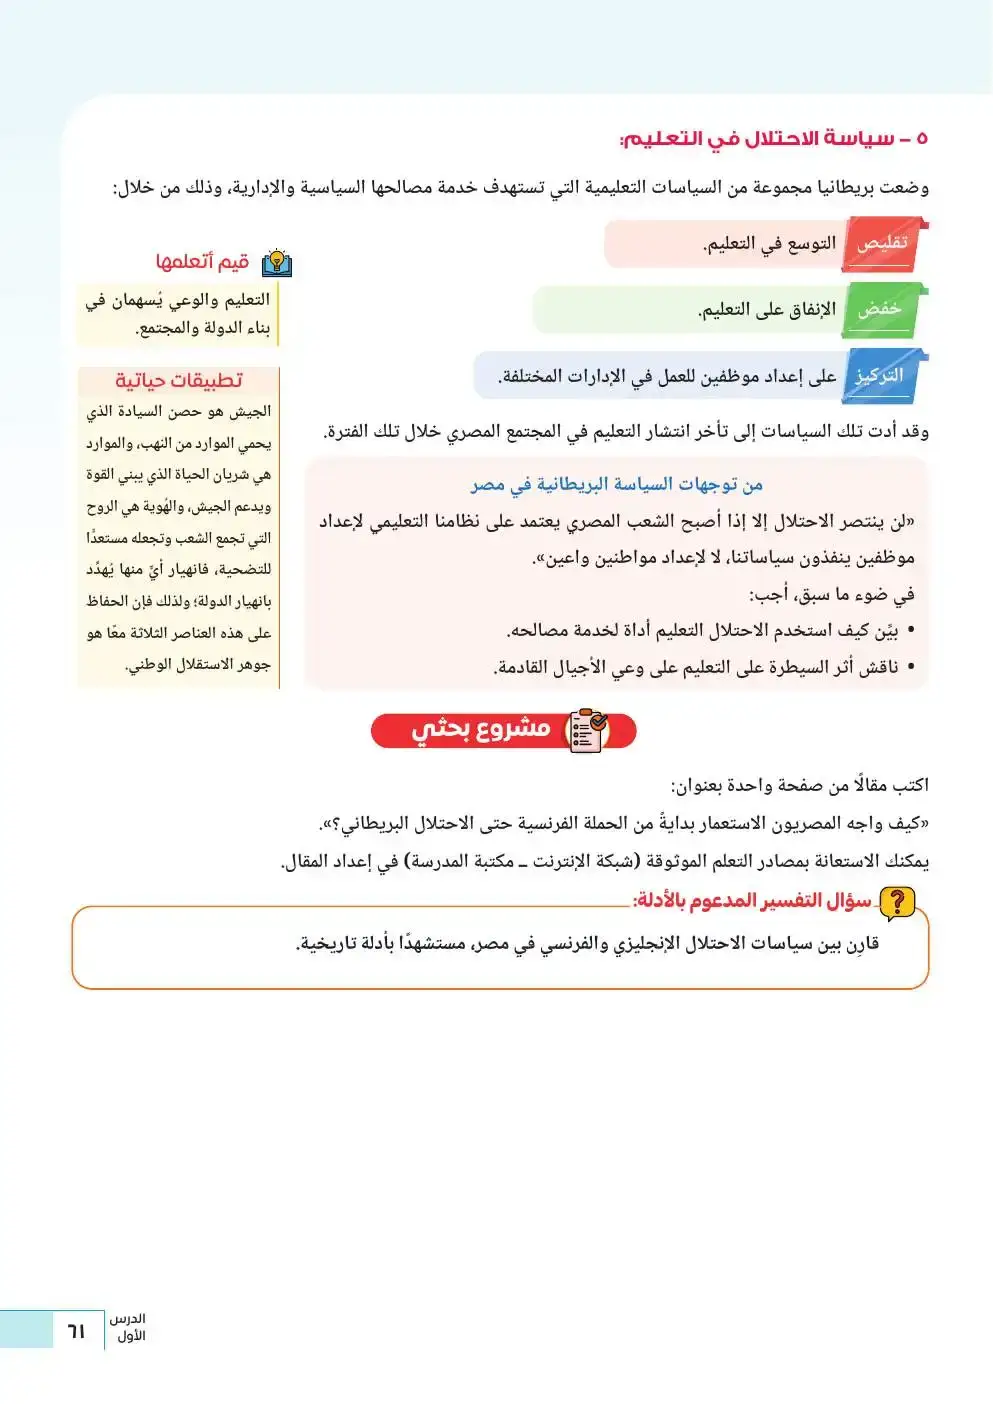 ٥ – سياسة الاحتلال في التعليم:
وضعت بريطانيا مجموعة من السياسات التعليمية التي تستهدف خدمة مصالحها السياسية والإدارية، وذلك من خلال:
تقليص التوسع في التعليم.
خفض الإنفاق على التعليم.
التركيز على إعداد موظفين للعمل في الإدارات المختلفة.
وقد أدت تلك السياسات إلى تأخر انتشار التعليم في المجتمع المصري خلال تلك الفترة.
من توجهات السياسة البريطانية في مصر
«لن ينتصر الاحتلال إلا إذا أصبح الشعب المصري يعتمد على نظامنا التعليمي لإعداد
موظفين ينفذون سياساتنا، لا لإعداد مواطنين واعين».
في ضوء ما سبق، أجب:
• بيِّن كيف استخدم الاحتلال التعليم أداة لخدمة مصالحه.
• ناقش أثر السيطرة على التعليم على وعي الأجيال القادمة.
قيم أتعلمها
التعليم والوعي يُسهمان في
بناء الدولة والمجتمع.
تطبيقات حياتية
الجيش هو حصن السيادة الذي
يحمي الموارد من النهب، والموارد
هي شريان الحياة الذي يبني القوة
ويدعم الجيش، والهُوية هي الروح
التي تجمع الشعب وتجعله مستعدًّا
للتضحية، فانهيار أيٍّ منها يُهدِّد
بانهيار الدولة؛ ولذلك فإن الحفاظ
على هذه العناصر الثلاثة معًا هو
جوهر الاستقلال الوطني.
مشروع بحثي
اكتب مقالًا من صفحة واحدة بعنوان:
«كيف واجه المصريون الاستعمار بدايةً من الحملة الفرنسية حتى الاحتلال البريطاني؟».
يمكنك الاستعانة بمصادر التعلم الموثوقة (شبكة الإنترنت – مكتبة المدرسة) في إعداد المقال.
سؤال التفسير المدعوم بالأدلة:
قارِن بين سياسات الاحتلال الإنجليزي والفرنسي في مصر، مستشهدًا بأدلة تاريخية.
الدرس
الأول
٦١